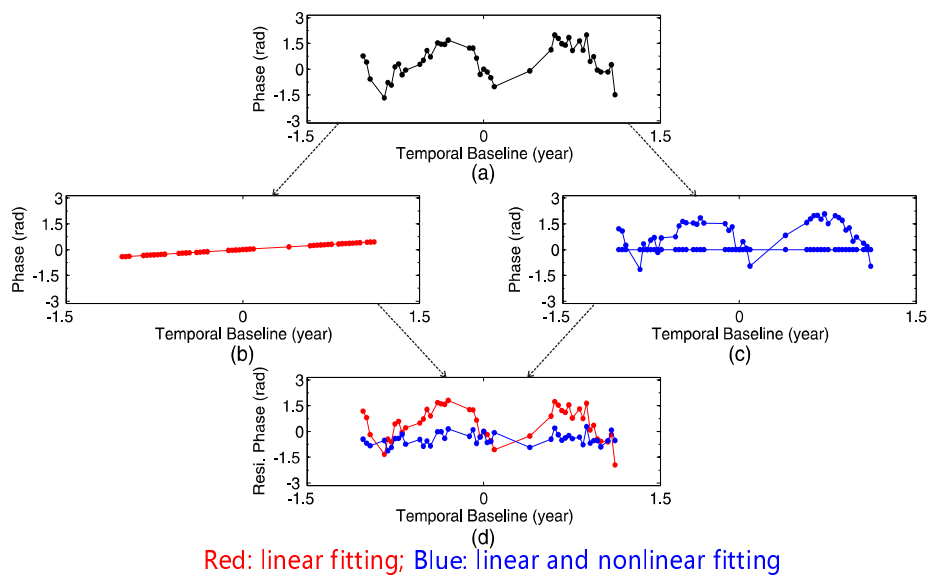 3
1.5
0
-1.5
-3
Phase (rad)
-1.5 0 1.5
Temporal Baseline (year)
(a)
3
1.5
0
-1.5
-3
Phase (rad)
-1.5 0 1.5
Temporal Baseline (year)
(b)
3
1.5
0
-1.5
-3
Phase (rad)
-1.5 0 1.5
Temporal Baseline (year)
(c)
3
1.5
0
-1.5
-3
Resi. Phase (rad)
-1.5 0 1.5
Temporal Baseline (year)
(d)
Red: linear fitting; Blue: linear and nonlinear fitting